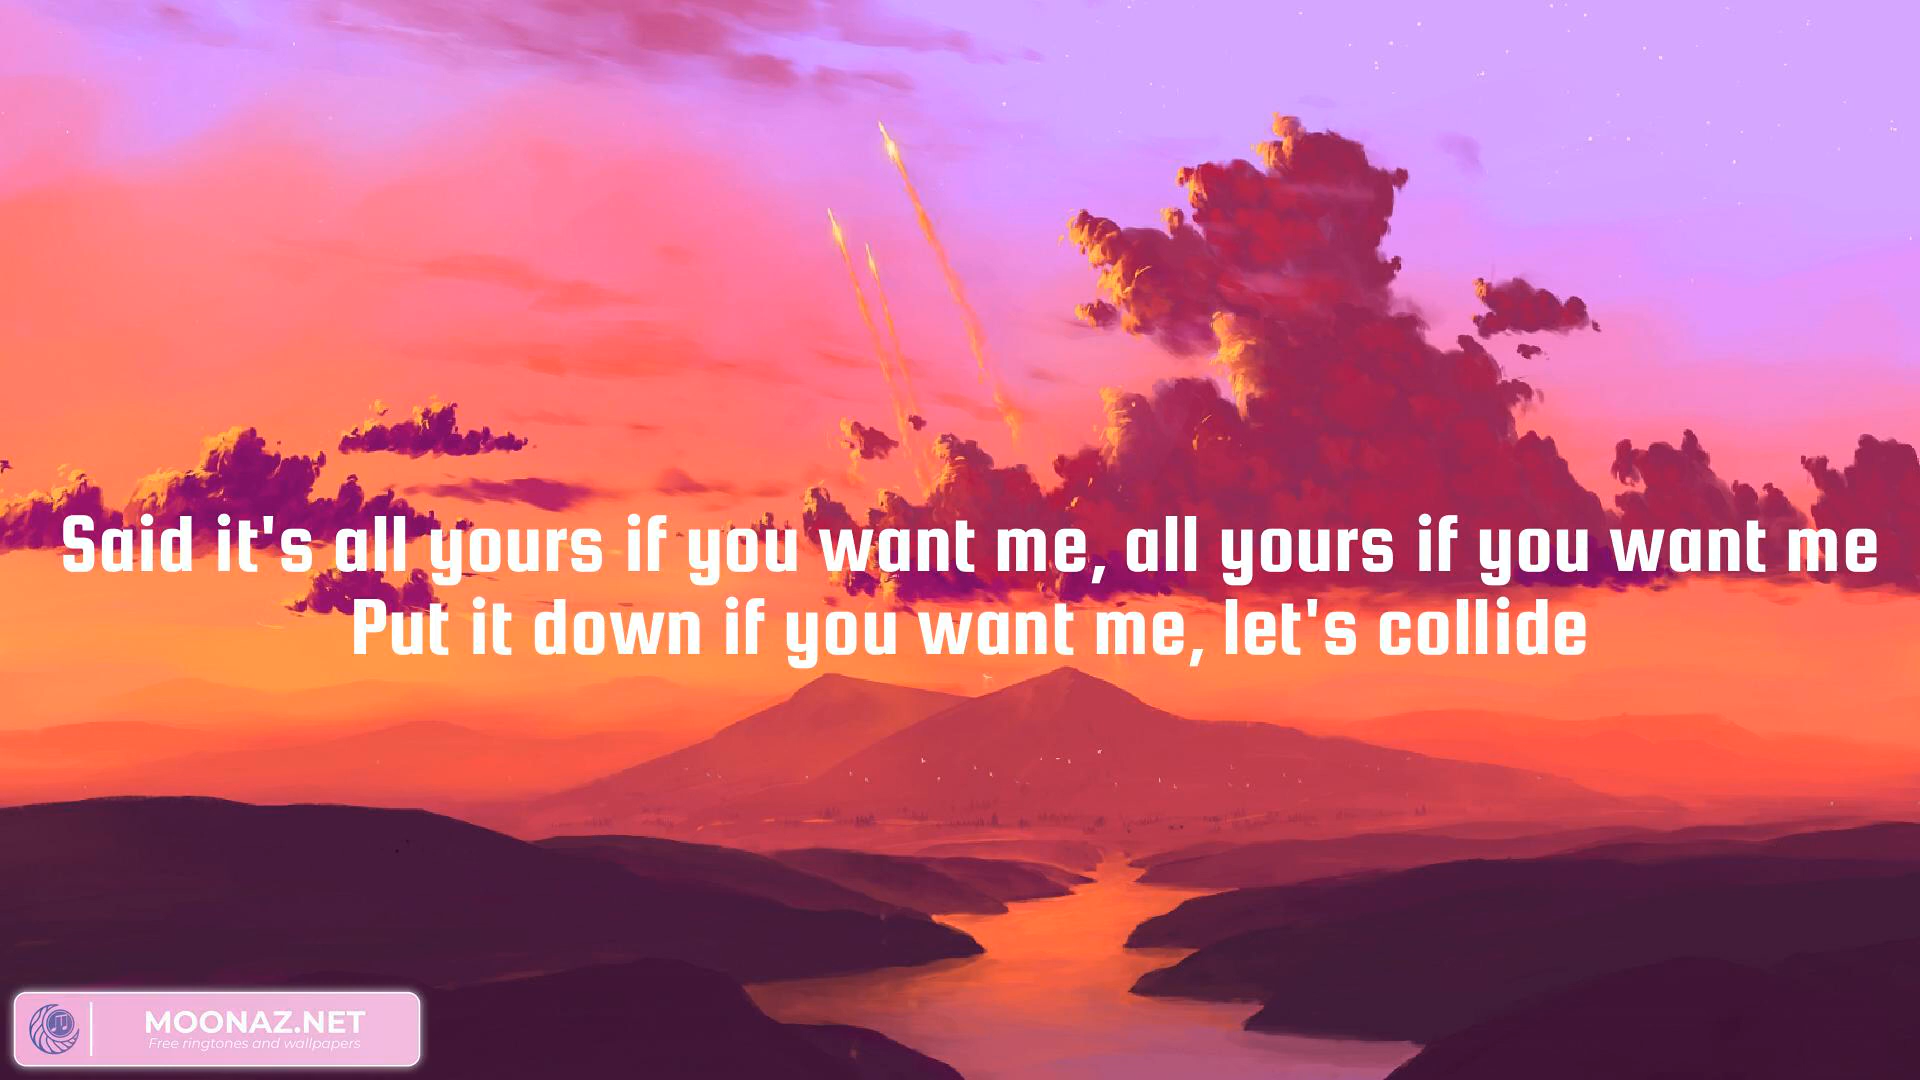 Said it's all yours if you want me, all yours if you want me
Put it down if you want me, let's collide
MOONAZ.NET
Free ringtones and wallpapers